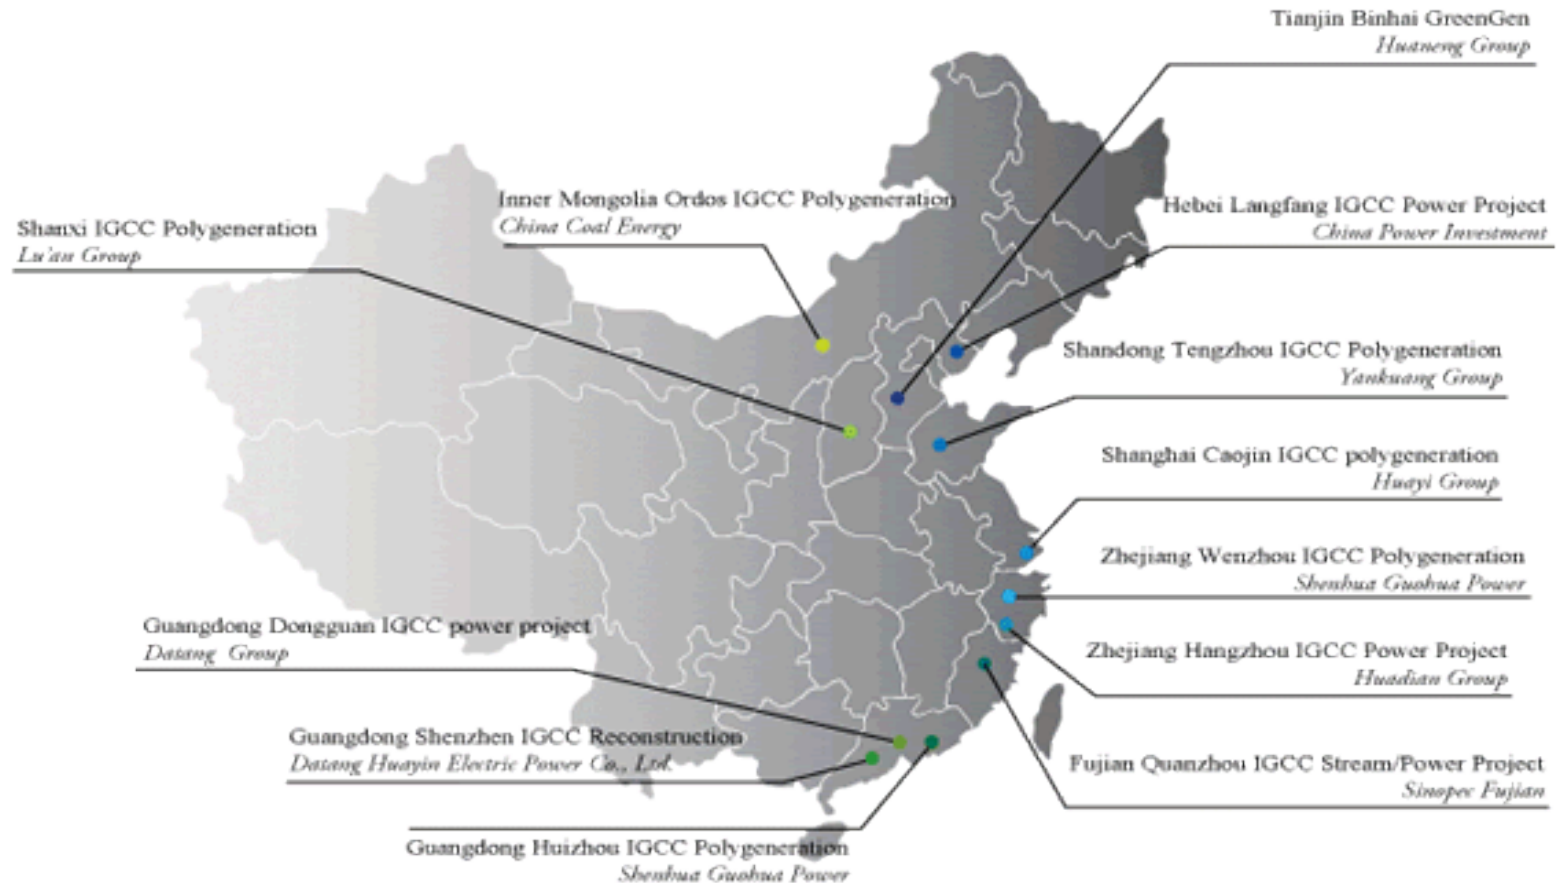 Tianjin Binhai GreenGen
Huaneng Group
Inner Mongolia Ordos IGCC Polygeneration
China Coal Energy
Hebei Langfang IGCC Power Project
China Power Investment
Shanxi IGCC Polygeneration
Lu'an Group
Shandong Tengzhou IGCC Polygeneration
Yankuang Group
Shanghai Caojin IGCC polygeneration
Huayi Group
Zhejiang Wenzhou IGCC Polygeneration
Shenhua Guohua Power
Guangdong Dongguan IGCC power project
Datang Group
Zhejiang Hangzhou IGCC Power Project
Huadian Group
Guangdong Shenzhen IGCC Reconstruction
Datang Huayin Electric Power Co., Ltd.
Fujian Quanzhou IGCC Stream/Power Project
Sinopec Fujian
Guangdong Huizhou IGCC Polygeneration
Shenhua Guohua Power